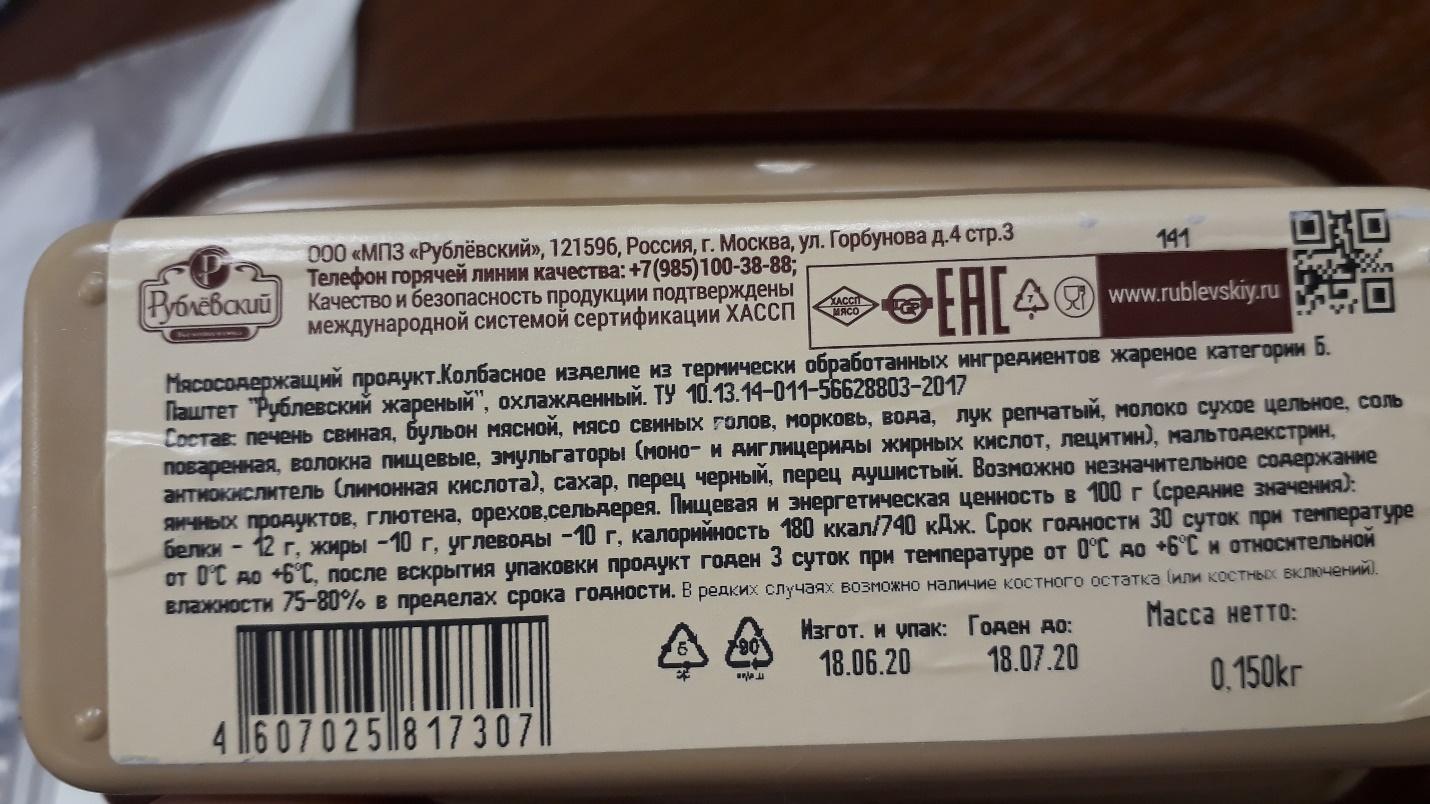 ООО «МПЗ «Рублёвский», 121596, Россия, г. Москва, ул. Горбунова д.4 стр.3
Телефон горячей линии качества: +7(985)100-38-88;
Качество и безопасность продукции подтверждены
международной системой сертификации ХАССП
Рублёвский
ХАССП
МЯСО
ЕАС
7
141
www.rublevskiy.ru
Мясосодержащий продукт.Колбасное изделие из термически обработанных ингредиентов жареное категории Б.
Паштет "Рублевский жареный", охлажденный. ТУ 10.13.14-011-56628803-2017
Состав: печень свиная, бульон мясной, мясо свиных голов, морковь, вода, лук репчатый, молоко сухое цельное, соль
поваренная, волокна пищевые, эмульгаторы (моно- и диглицериды жирных кислот, лецитин), мальтодекстрин,
антиокислитель (лимонная кислота), сахар, перец черный, перец душистый. Возможно незначительное содержание
яичных продуктов, глютена, орехов,сельдерея. Пищевая и энергетическая ценность в 100 г (средние значения):
белки - 12 г, жиры -10 г, углеводы -10 г, калорийность 180 ккал/740 кДж. Срок годности 30 суток при температуре
от 0°С до +6°С, после вскрытия упаковки продукт годен 3 суток при температуре от 0°С до +6°С и относительной
влажности 75-80% в пределах срока годности. В редких случаях возможно наличие костного остатка (или костных включений).
5
90
Изгот. и упак: Годен до:
18.06.20 18.07.20
Масса нетто:
0,150кг
4 607025 817307